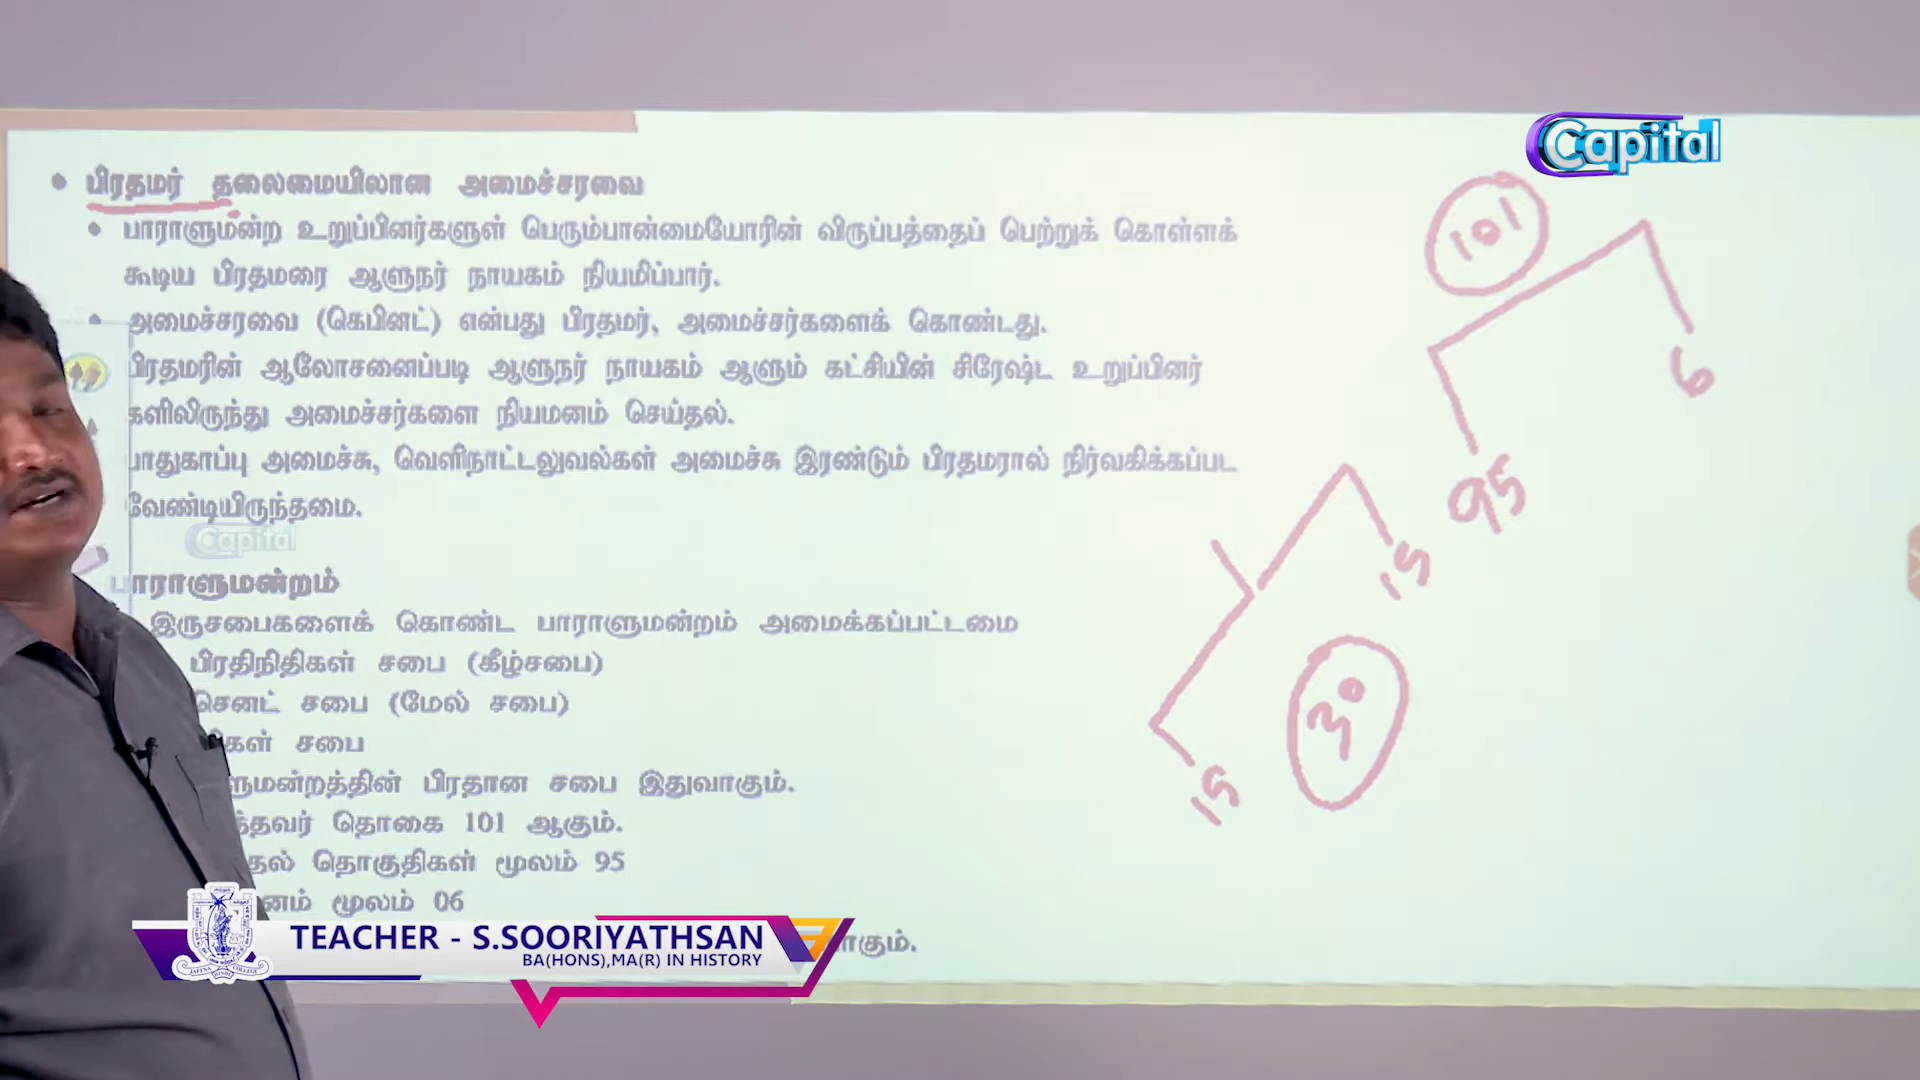 Capital
பிரதமர் தலைமையிலான அமைச்சரவை
பாராளுமன்ற உறுப்பினர்களுள் பெரும்பான்மையோரின் விருப்பத்தைப் பெற்றுக் கொள்ளக்
கூடிய பிரதமரை ஆளுநர் நாயகம் நியமிப்பார்.
அமைச்சரவை (கெபினட்) என்பது பிரதமர், அமைச்சர்களைக் கொண்டது.
பிரதமரின் ஆலோசனைப்படி ஆளுநர் நாயகம் ஆளும் கட்சியின் சிரேஷ்ட உறுப்பினர்
களிலிருந்து அமைச்சர்களை நியமனம் செய்தல்.
பாதுகாப்பு அமைச்சு, வெளிநாட்டலுவல்கள் அமைச்சு இரண்டும் பிரதமரால் நிர்வகிக்கப்பட
வேண்டியிருந்தமை.
Capital
பாராளுமன்றம்
இருசபைகளைக் கொண்ட பாராளுமன்றம் அமைக்கப்பட்டமை
பிரதிநிதிகள் சபை (கீழ்சபை)
செனட் சபை (மேல் சபை)
சபை
பிரதான சபை இதுவாகும்.
தொகை 101 ஆகும்.
தொகுதிகள் மூலம் 95
மூலம் 06
101
6
95
15
30
15
TEACHER - S.SOORIYATHSAN
BA(HONS),MA(R) IN HISTORY